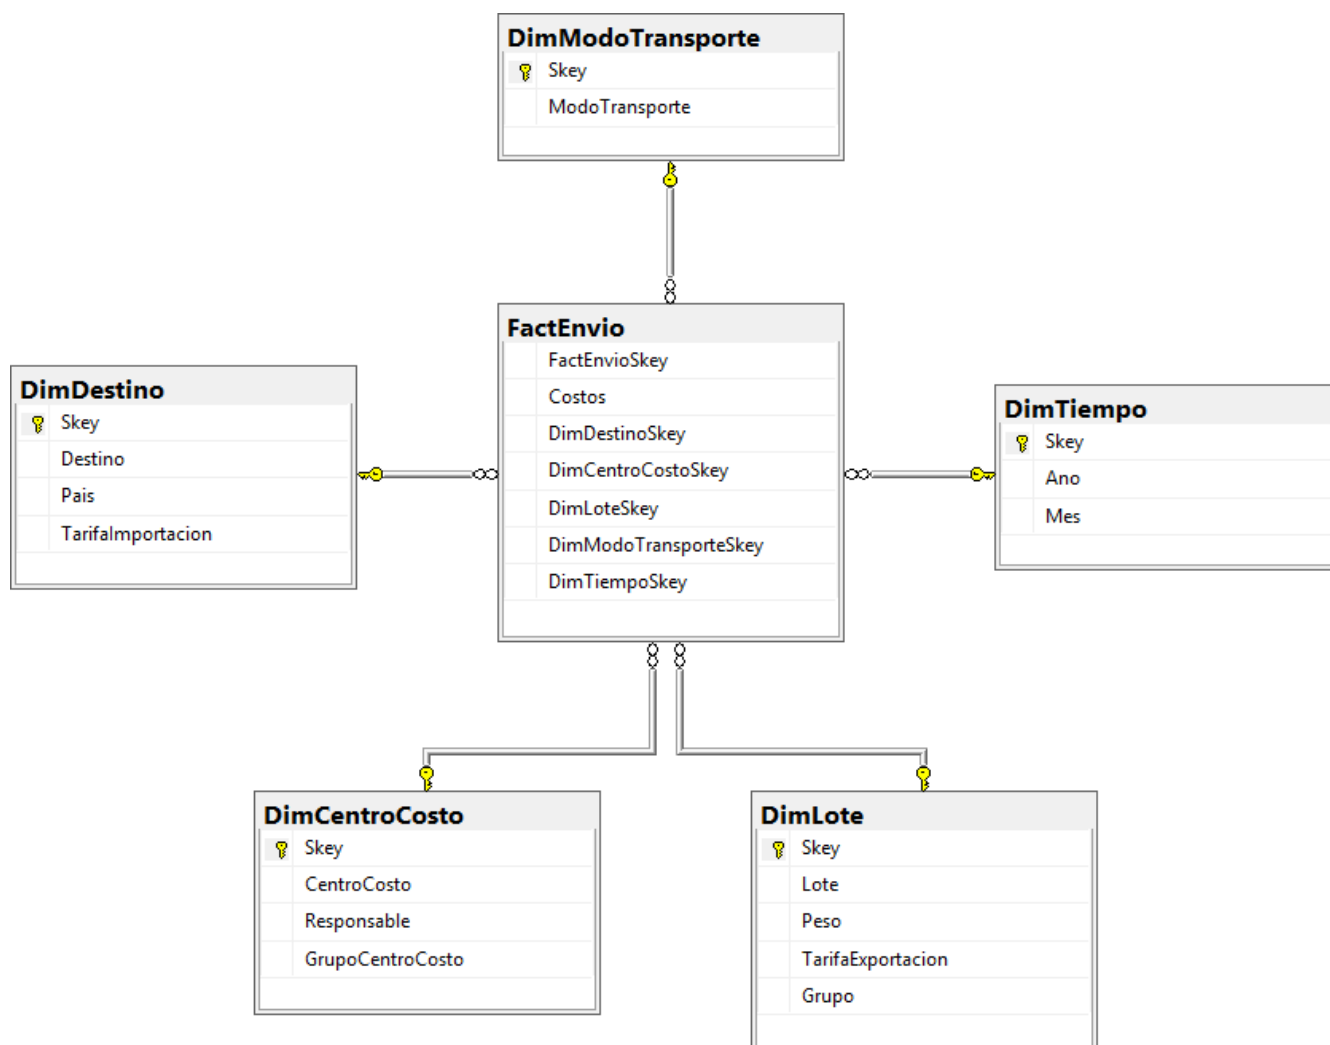 DimModoTransporte
Skey
ModoTransporte
FactEnvio
FactEnvioSkey
Costos
DimDestinoSkey
DimCentroCostoSkey
DimLoteSkey
DimModoTransporteSkey
DimTiempoSkey
DimDestino
Skey
Destino
Pais
TarifaImportacion
DimTiempo
Skey
Ano
Mes
DimCentroCosto
Skey
CentroCosto
Responsable
GrupoCentroCosto
DimLote
Skey
Lote
Peso
TarifaExportacion
Grupo